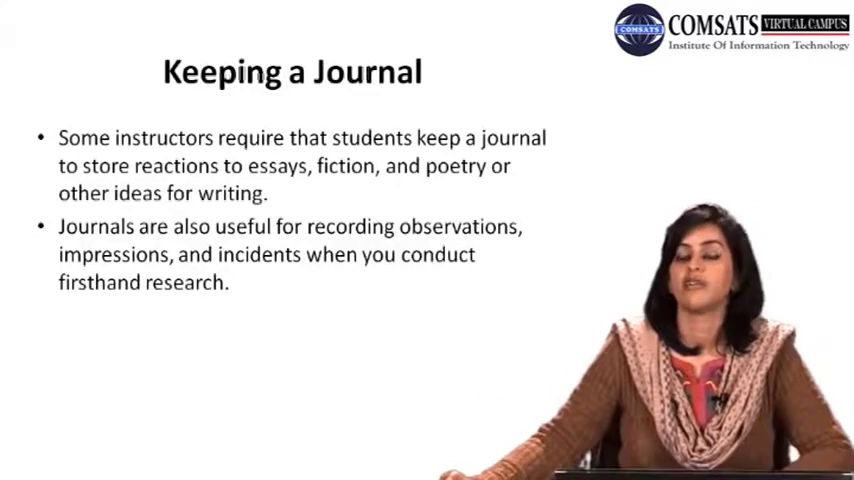 COMSATS VIRTUAL CAMPUS
COMSATS
Institute Of Information Technology
Keeping a Journal
• Some instructors require that students keep a journal
to store reactions to essays, fiction, and poetry or
other ideas for writing.
• Journals are also useful for recording observations,
impressions, and incidents when you conduct
firsthand research.